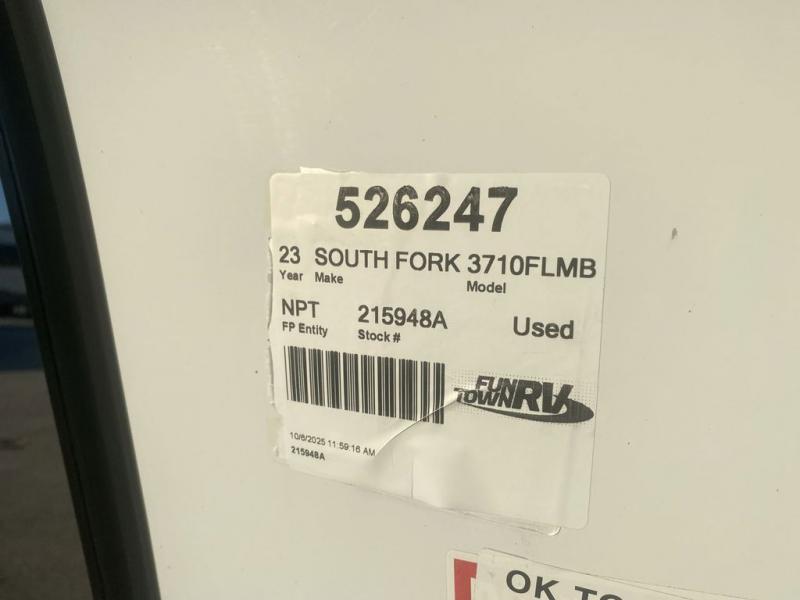 526247
23 SOUTH FORK 3710FLMB
Year Make Model
NPT 215948A Used
FP Entity Stock #
FUN TOWN RV
10/6/2025 11:59:16 AM
215948A
OK TO